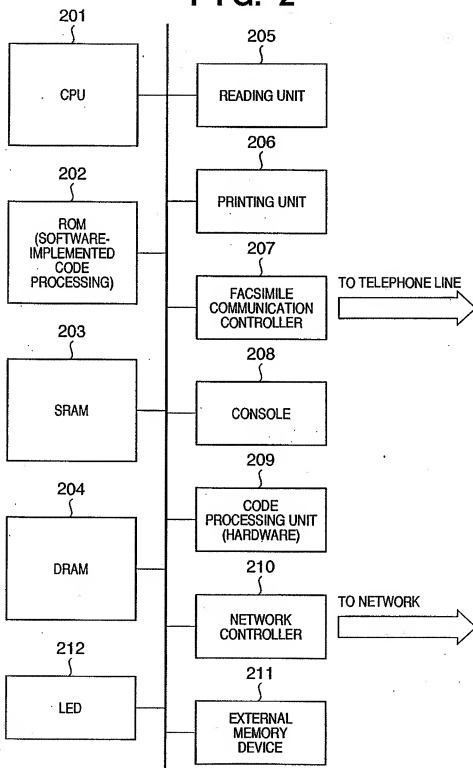 FIG. 2
201
CPU
205
READING UNIT
206
PRINTING UNIT
202
ROM
(SOFTWARE-
IMPLEMENTED
CODE
PROCESSING)
207
FACSIMILE
COMMUNICATION
CONTROLLER
TO TELEPHONE LINE
203
SRAM
208
CONSOLE
209
CODE
PROCESSING UNIT
(HARDWARE)
204
DRAM
210
NETWORK
CONTROLLER
TO NETWORK
212
LED
211
EXTERNAL
MEMORY
DEVICE